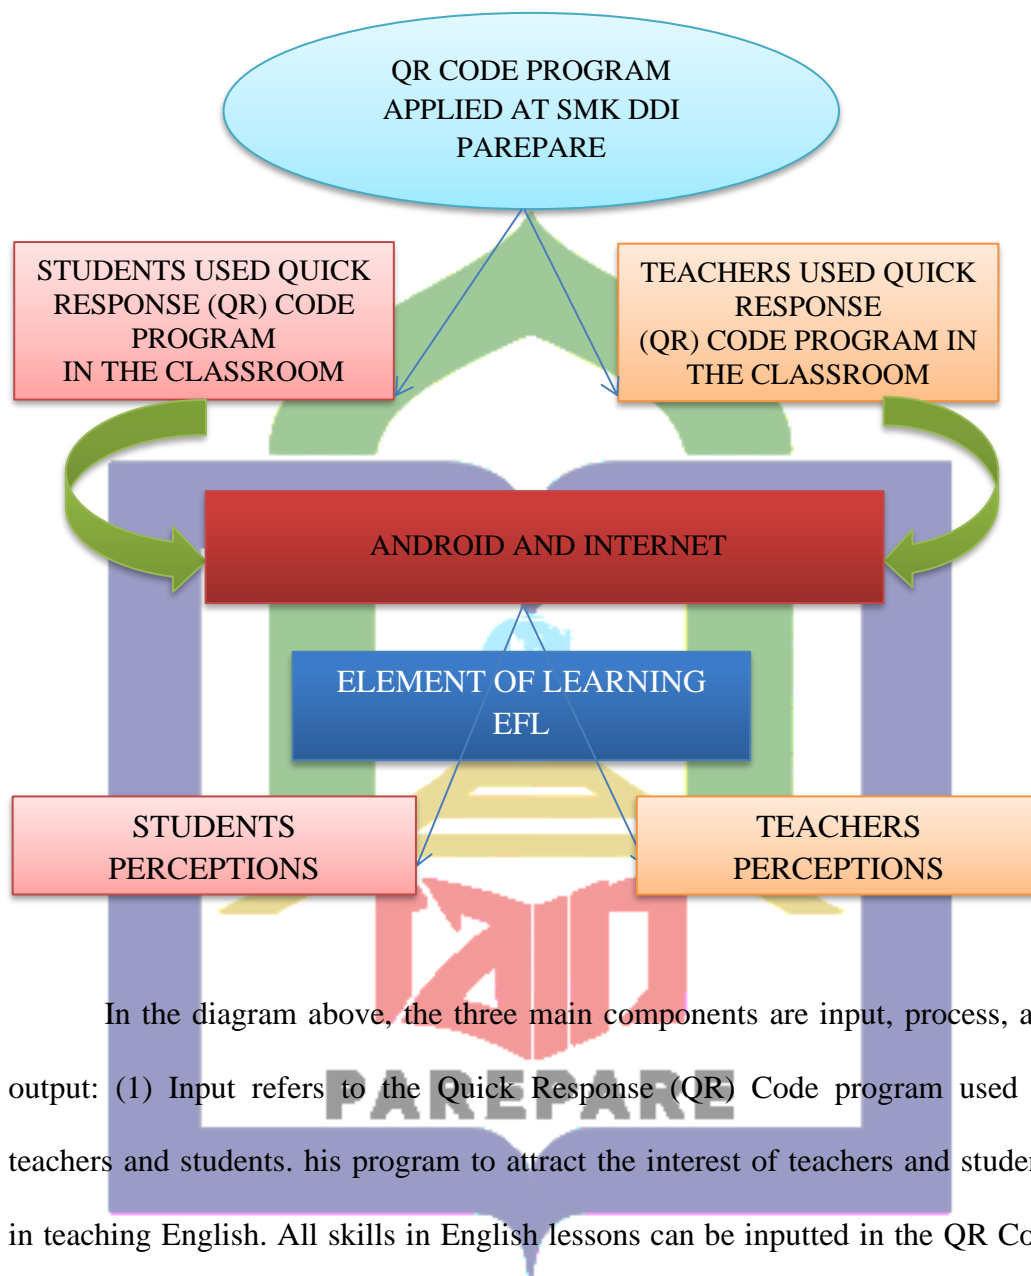 QR CODE PROGRAM
APPLIED AT SMK DDI
PAREPARE
STUDENTS USED QUICK
RESPONSE (QR) CODE
PROGRAM
IN THE CLASSROOM
TEACHERS USED QUICK
RESPONSE
(QR) CODE PROGRAM IN
THE CLASSROOM
ANDROID AND INTERNET
ELEMENT OF LEARNING
EFL
STUDENTS
PERCEPTIONS
TEACHERS
PERCEPTIONS
In the diagram above, the three main components are input, process, a
output: (1) Input refers to the Quick Response (QR) Code program used
PAREPARE
teachers and students. his program to attract the interest of teachers and studen
in teaching English. All skills in English lessons can be inputted in the QR Co